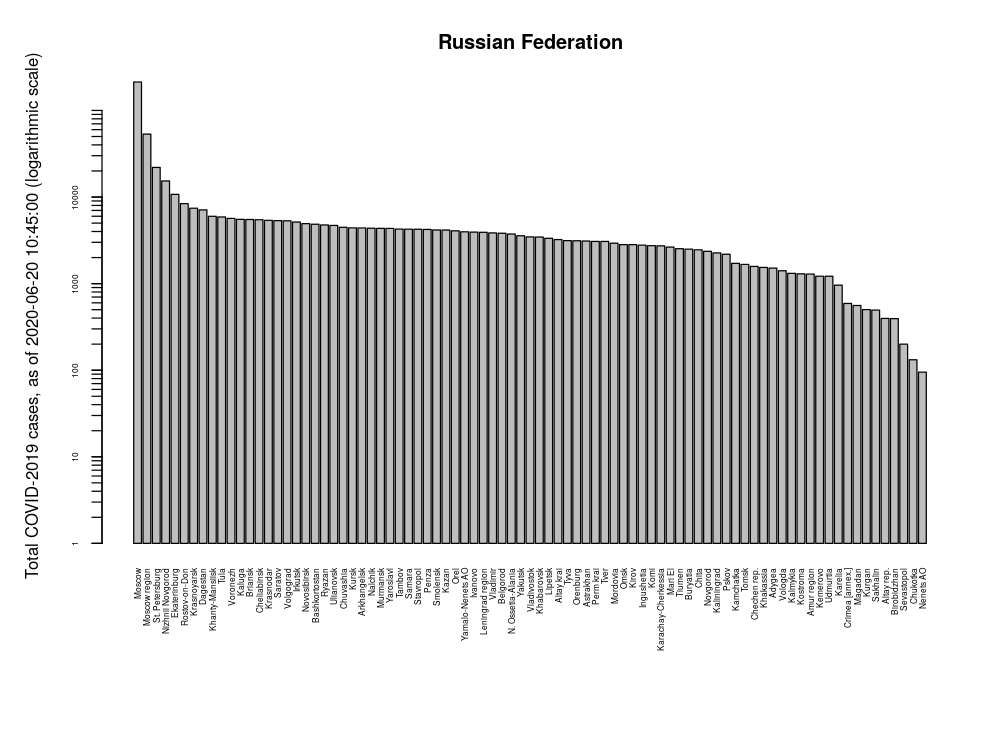 Russian Federation
Total COVID-2019 cases, as of 2020-06-20 10:45:00 (logarithmic scale)
10000
1000
100
10
1
Moscow
Moscow region
St. Petersburg
Nizhnii Novgorod
Ekaterinburg
Rostov-on-Don
Krasnoyarsk
Dagestan
Khanty-Mansiisk
Tula
Voronezh
Kaluga
Briansk
Cheliabinsk
Krasnodar
Saratov
Volgograd
Irkutsk
Novosibirsk
Bashkortostan
Riyazan
Ulianovsk
Chuvashia
Kursk
Arkhangelsk
Nalchik
Murmansk
Yaroslavl
Tambov
Samara
Stavropol
Penza
Smolensk
Kazan
Orel
Yamalo-Nenets AO
Ivanovo
Leningrad region
Vladimir
Belgorod
N. Ossetia-Alania
Yakutsk
Vladivostok
Khabarovsk
Lipetsk
Altay krai
Tyva
Orenburg
Astrakhan
Perm krai
Tver
Mordovia
Omsk
Kirov
Ingushetia
Komi
Karachay-Cherkessia
Mari El
Tiumen
Buryatia
Chita
Novgorod
Kaliningrad
Pskov
Kamchatka
Tomsk
Chechen rep.
Khakassia
Adygea
Vologda
Kalmykia
Kostroma
Amur region
Kemerovo
Udmurtia
Karelia
Crimea [annex.]
Magadan
Kurgan
Sakhalin
Altay rep.
Birobidzhan
Sevastopol
Chukotka
Nenets AO